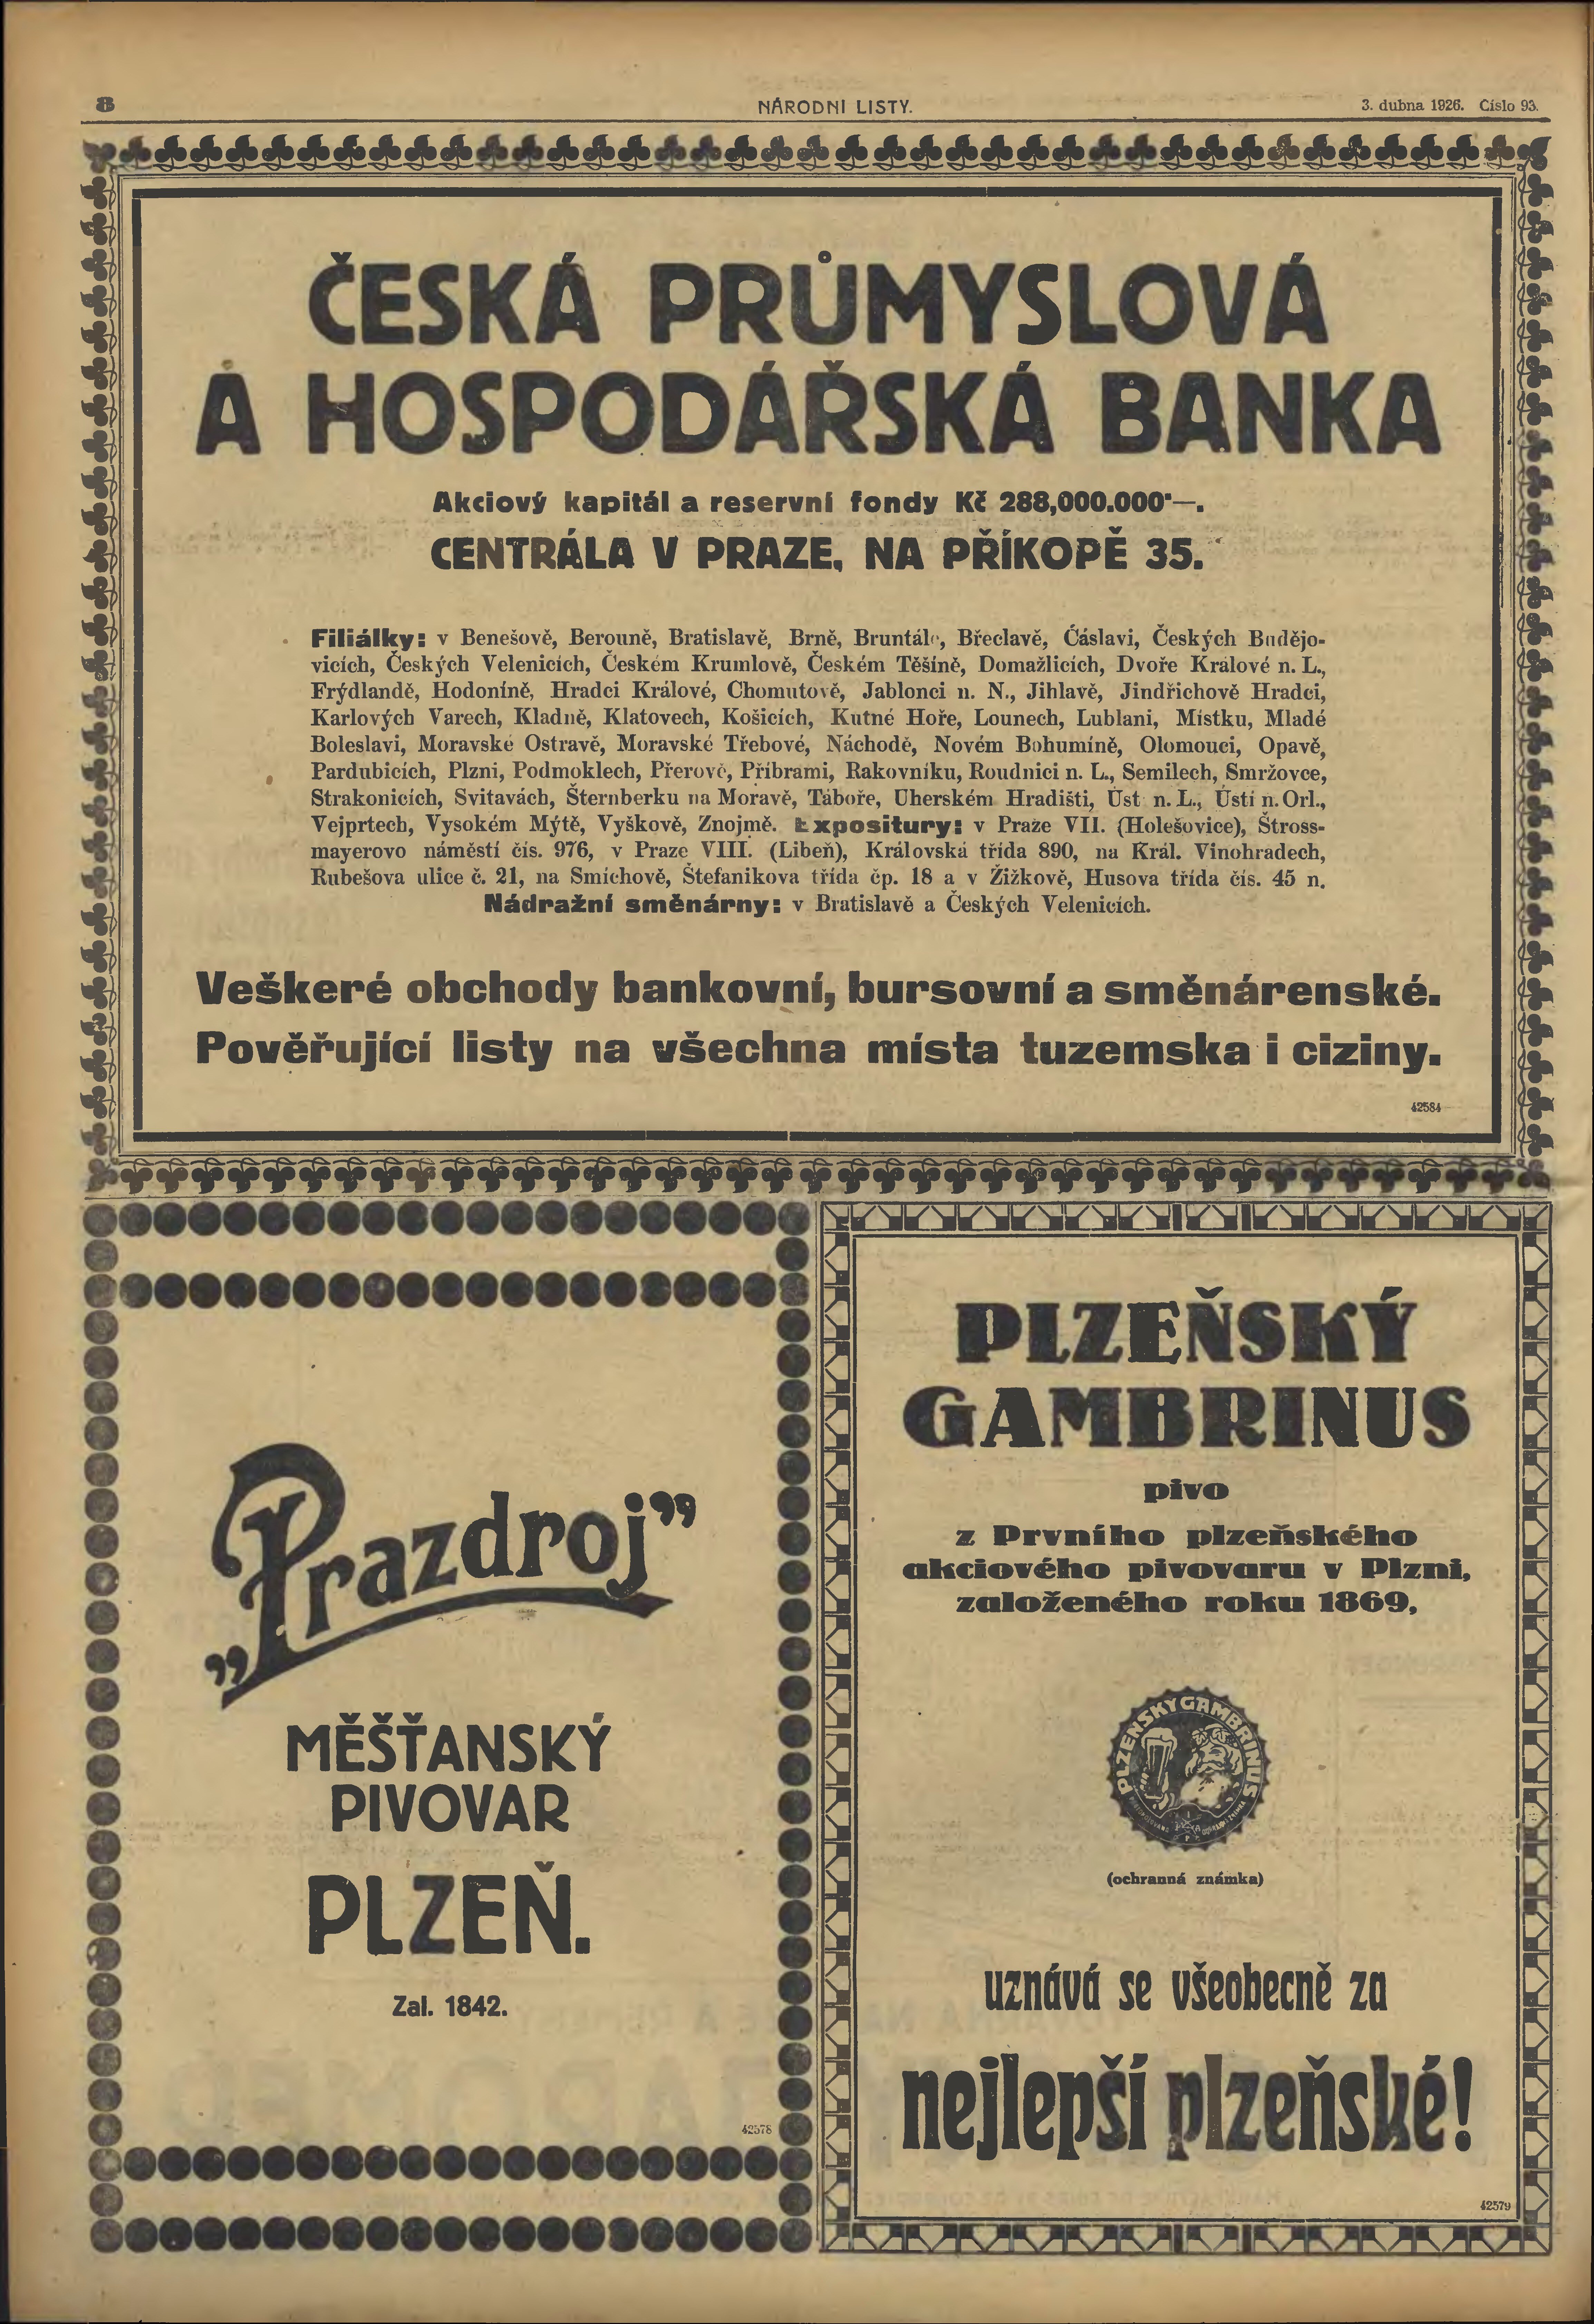 8
NÁRODNÍ LISTY.
3. dubna 1926. Číslo 93.
ČESKÁ PRŮMYSLOVÁ
A HOSPODÁŘSKÁ BANKA
Akciový kapitál a reservní fondy Kč 288,000.000·—.
CENTRÁLA V PRAZE, NA PŘÍKOPĚ 35.
Filiálky: v Benešově, Berouně, Bratislavě, Brně, Bruntále, Břeclavě, Čáslavi, Českých Budějo-
vicích, Českých Velenicích, Českém Krumlově, Českém Těšíně, Domažlicích, Dvoře Králové n. L.,
Frýdlandě, Hodoníně, Hradci Králové, Chomutově, Jablonci n. N., Jihlavě, Jindřichově Hradci,
Karlových Varech, Kladně, Klatovech, Košicích, Kutné Hoře, Lounech, Lublani, Místku, Mladé
Boleslavi, Moravské Ostravě, Moravské Třebové, Náchodě, Novém Bohumíně, Olomouci, Opavě,
Pardubicích, Plzni, Podmoklech, Přerově, Příbrami, Rakovníku, Roudnici n. L., Semilech, Smržovce,
Strakonicích, Svitavách, Šternberku na Moravě, Táboře, Uherském Hradišti, Úst n. L., Ústí n. Orl.,
Vejprtech, Vysokém Mýtě, Vyškově, Znojmě. Expositury: v Praze VII. (Holešovice), Štross-
mayerovo náměstí čís. 976, v Praze VIII. (Libeň), Královská třída 890, na Král. Vinohradech,
Rubešova ulice č. 21, na Smíchově, Štefanikova třída čp. 18 a v Žižkově, Husova třída čís. 45 n.
Nádražní směnárny: v Bratislavě a Českých Velenicích.
Veškeré obchody bankovní, bursovní a směnárenské.
Pověřující listy na všechna místa tuzemska i ciziny.
42584
„Prazdroj”
MĚŠŤANSKÝ
PIVOVAR
PLZEŇ.
Zal. 1842.
42578
PLZEŇSKÝ
GAMBRINUS
pivo
z Prvního plzeňského
akciového pivovaru v Plzni,
založeného roku 1869,
PLZEŇSKÝ GAMBRINUS
(ochranná známka)
uznává se všeobecně za
nejlepší plzeňské!
42579